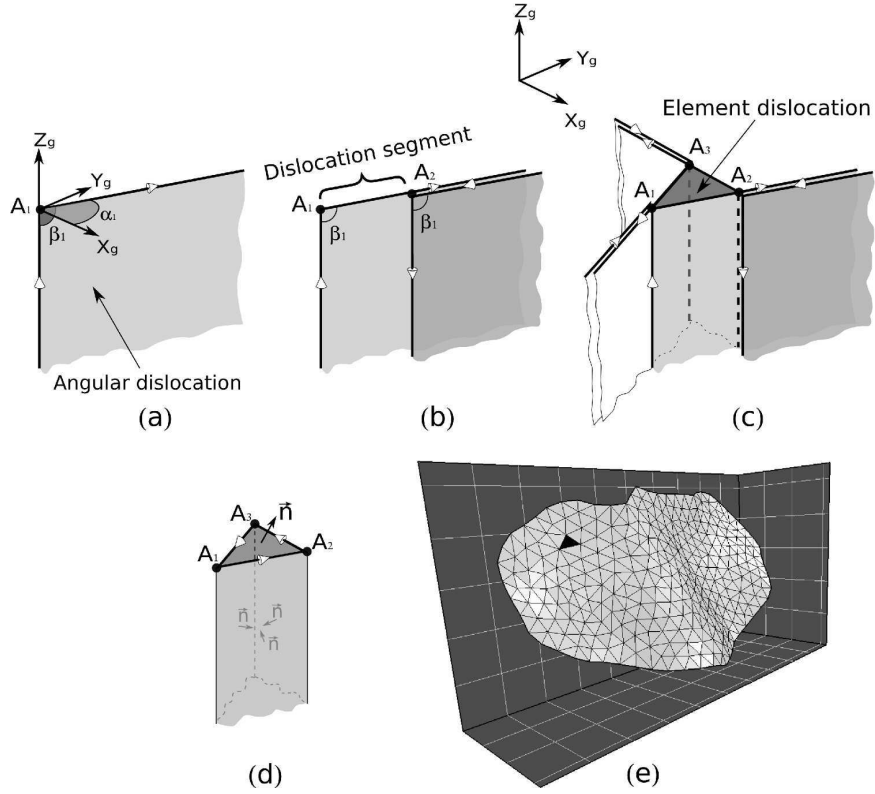 Zg
Yg
A1
α1
β1
Xg
Angular dislocation
(a)
Dislocation segment
A1
A2
β1
β1
(b)
Zg
Yg
Xg
Element dislocation
A3
A1
A2
(c)
A3
n⃗
A1
A2
n⃗
n⃗
n⃗
(d)
(e)